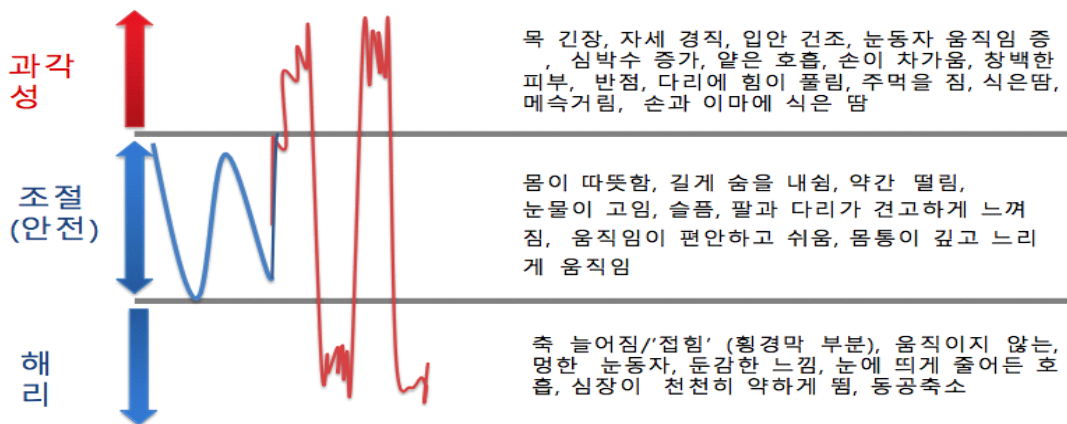 과각
성
목 긴장, 자세 경직, 입안 건조, 눈동자 움직임 증
, 심박수 증가, 얕은 호흡, 손이 차가움, 창백한
피부, 반점, 다리에 힘이 풀림, 주먹을 짐, 식은땀,
메슥거림, 손과 이마에 식은 땀
조절
(안전)
몸이 따뜻함, 길게 숨을 내쉼, 약간 떨림,
눈물이 고임, 슬픔, 팔과 다리가 견고하게 느껴
짐, 움직임이 편안하고 쉬움, 몸통이 깊고 느리
게 움직임
해
리
축 늘어짐/'접힘' (횡경막 부분), 움직이지 않는,
멍한 눈동자, 둔감한 느낌, 눈에 띄게 줄어든 호
흡, 심장이 천천히 약하게 뜀, 동공축소